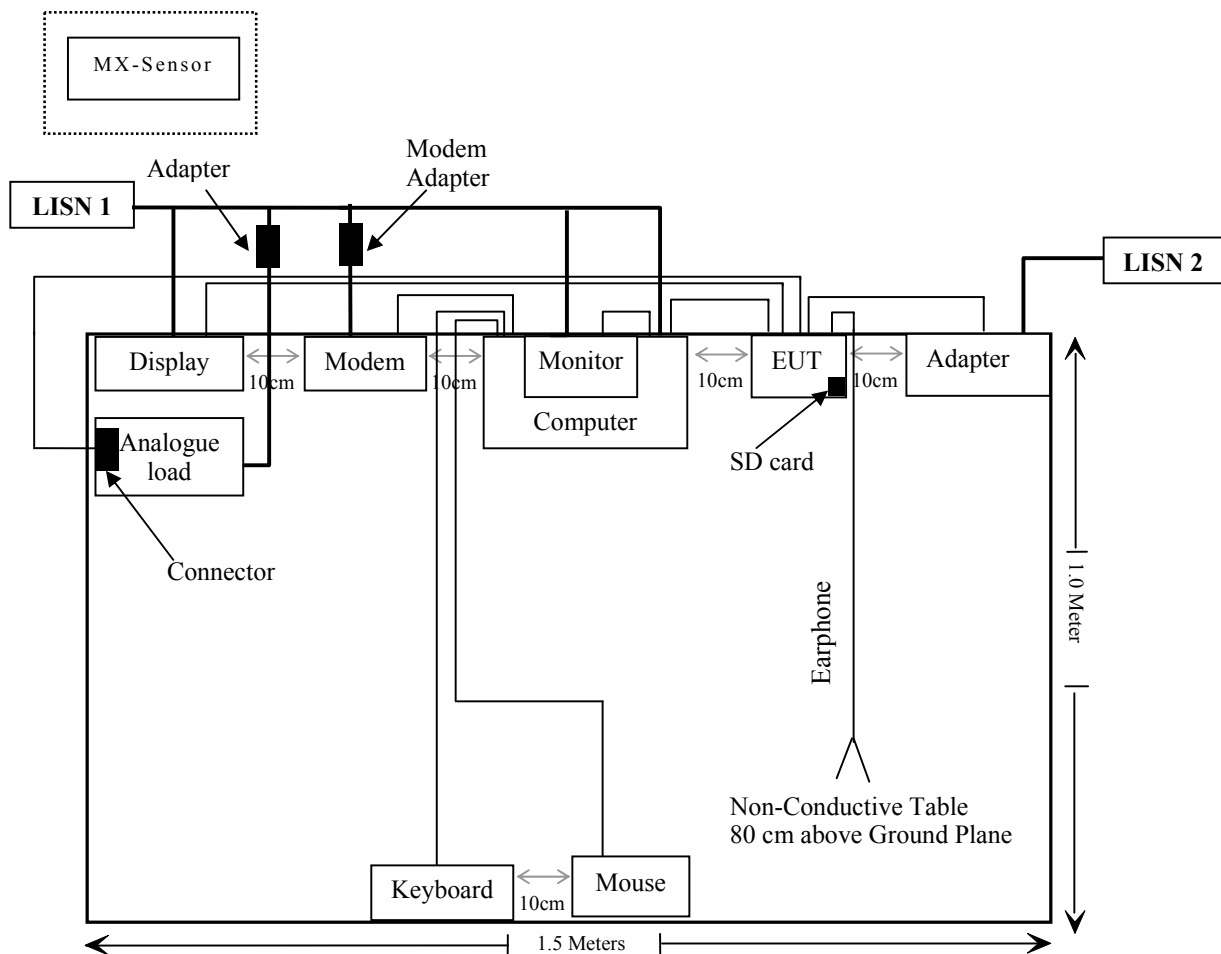 MX-Sensor
Adapter
Modem
Adapter
LISN 1
LISN 2
Display
10cm
Modem
10cm
Monitor
Computer
10cm
EUT
10cm
Adapter
SD card
Analogue
load
Connector
Earphone
1.0 Meter
Non-Conductive Table
80 cm above Ground Plane
Keyboard
10cm
Mouse
1.5 Meters